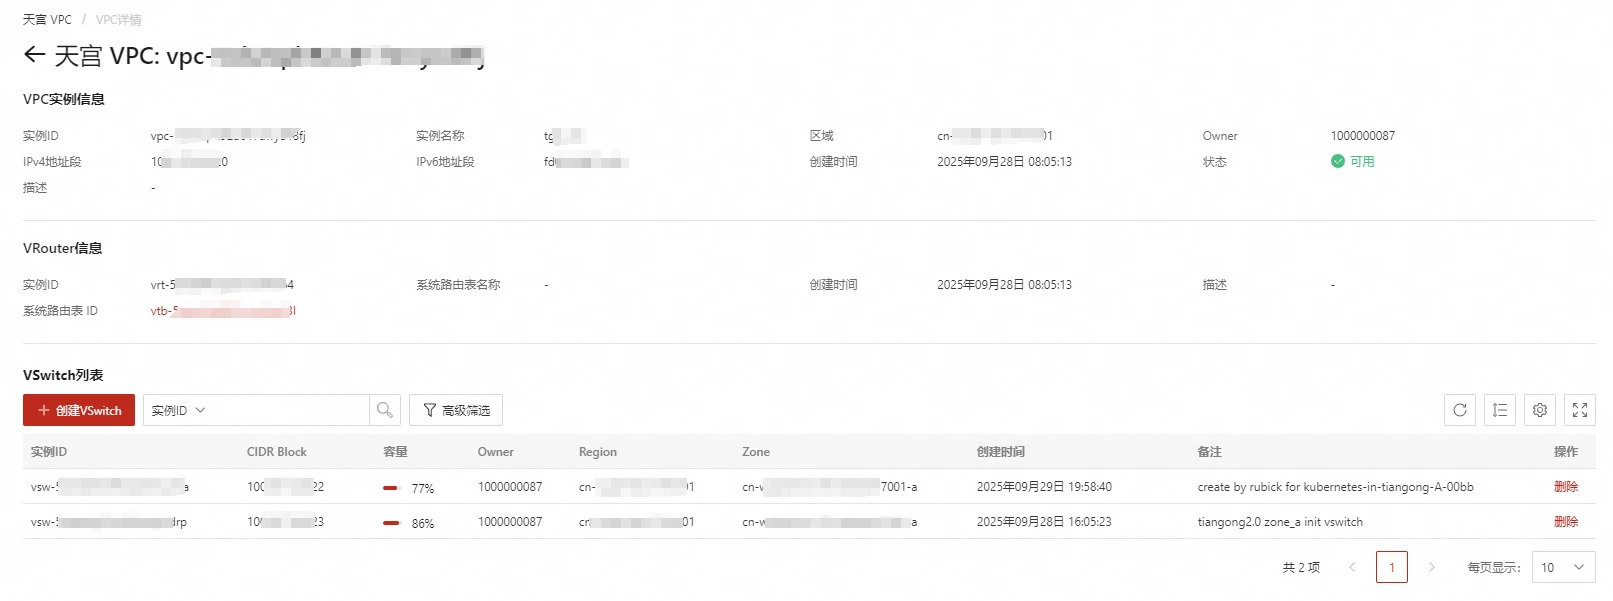 天宫 VPC / VPC详情
天宫 VPC: vpc-
VPC实例信息
实例ID vpc- 实例名称 区域 cn- Owner 1000000087
IPv4地址段 IPv6地址段 创建时间 2025年09月28日 08:05:13 状态 可用
描述 -
VRouter信息
实例ID vrt-5 系统路由表名称 - 创建时间 2025年09月28日 08:05:13 描述 -
系统路由表 ID vtb-
VSwitch列表
创建VSwitch 实例ID 高级筛选
实例ID CIDR Block 容量 Owner Region Zone 创建时间 备注 操作
vsw- 77% 1000000087 cn- 7001-a 2025年09月29日 19:58:40 create by rubick for kubernetes-in-tiangong-A-00bb 删除
vsw- drp 86% 1000000087 01 2025年09月28日 16:05:23 tiangong2.0 zone_a init vswitch 删除
共 2 项 1 每页显示: 10